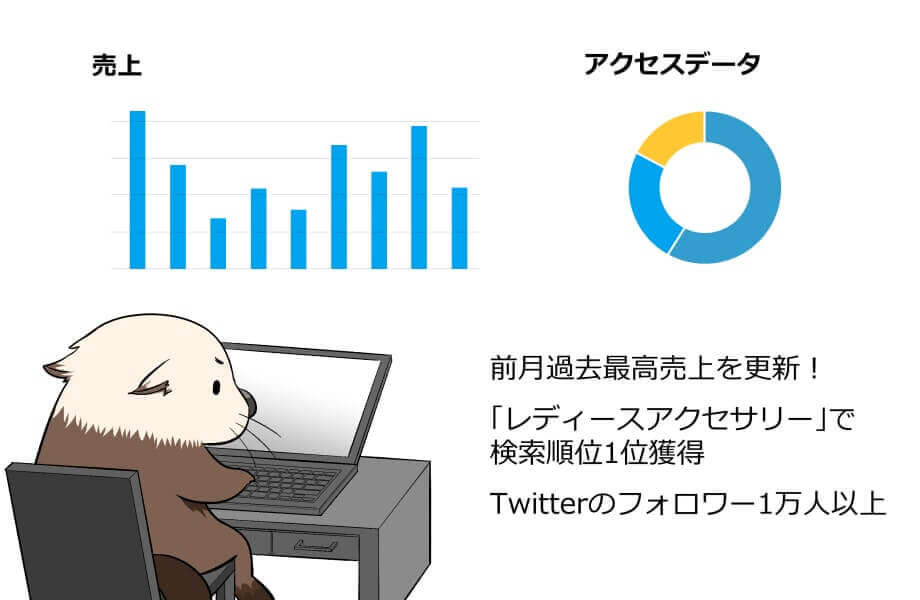 売上
アクセスデータ
前月過去最高売上を更新！
「レディースアクセサリー」で
検索順位1位獲得
Twitterのフォロワー1万人以上